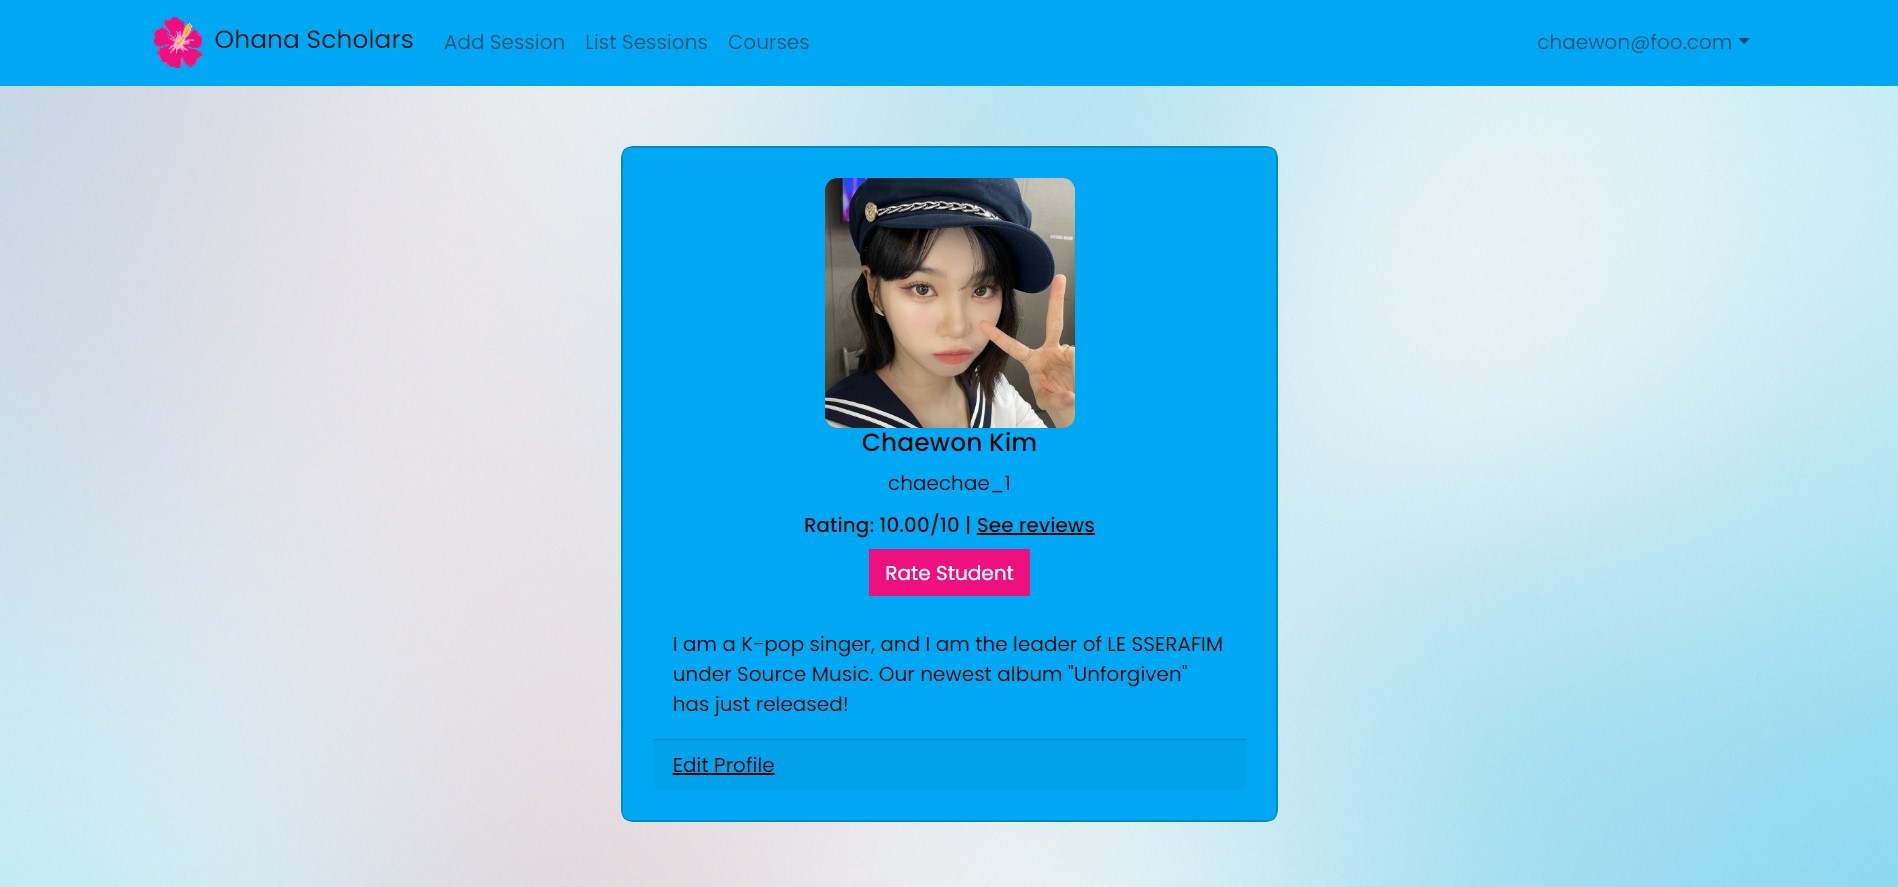 Ohana Scholars
Add Session
List Sessions
Courses
chaewon@foo.com
Chaewon Kim
chaechae_1
Rating: 10.00/10 | See reviews
Rate Student
I am a K-pop singer, and I am the leader of LE SSERAFIM
under Source Music. Our newest album "Unforgiven"
has just released!
Edit Profile